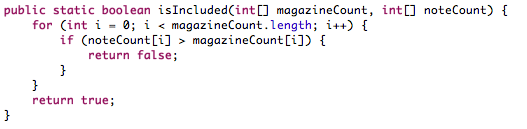 public static boolean isIncluded(int[] magazineCount, int[] noteCount) {
    for (int i = 0; i < magazineCount.length; i++) {
        if (noteCount[i] > magazineCount[i]) {
            return false;
        }
    }
    return true;
}